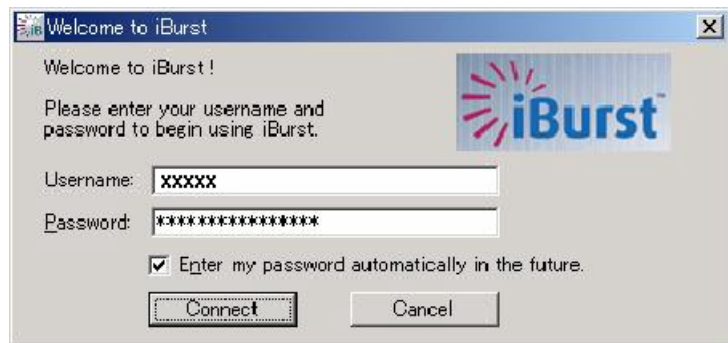 Welcome to iBurst
Welcome to iBurst !
iBurst™
Please enter your username and
password to begin using iBurst.
Username: xxxxx
Password: ****************
Enter my password automatically in the future.
Connect Cancel